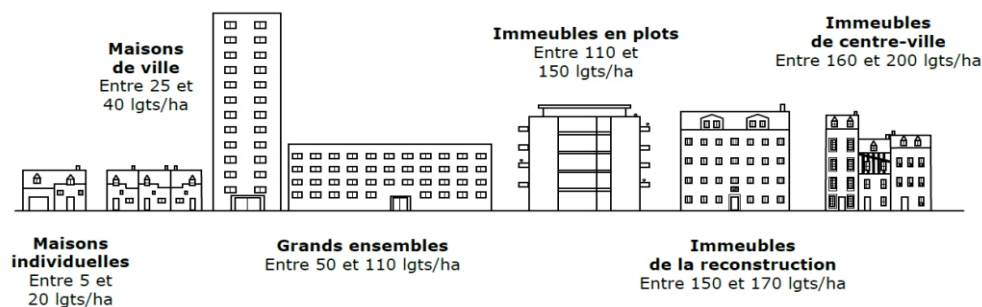 Maisons
de ville
Entre 25 et
40 lgts/ha
Immeubles en plots
Entre 110 et
150 lgts/ha
Immeubles
de centre-ville
Entre 160 et 200 lgts/ha
Maisons
individuelles
Entre 5 et
20 lgts/ha
Grands ensembles
Entre 50 et 110 lgts/ha
Immeubles
de la reconstruction
Entre 150 et 170 lgts/ha